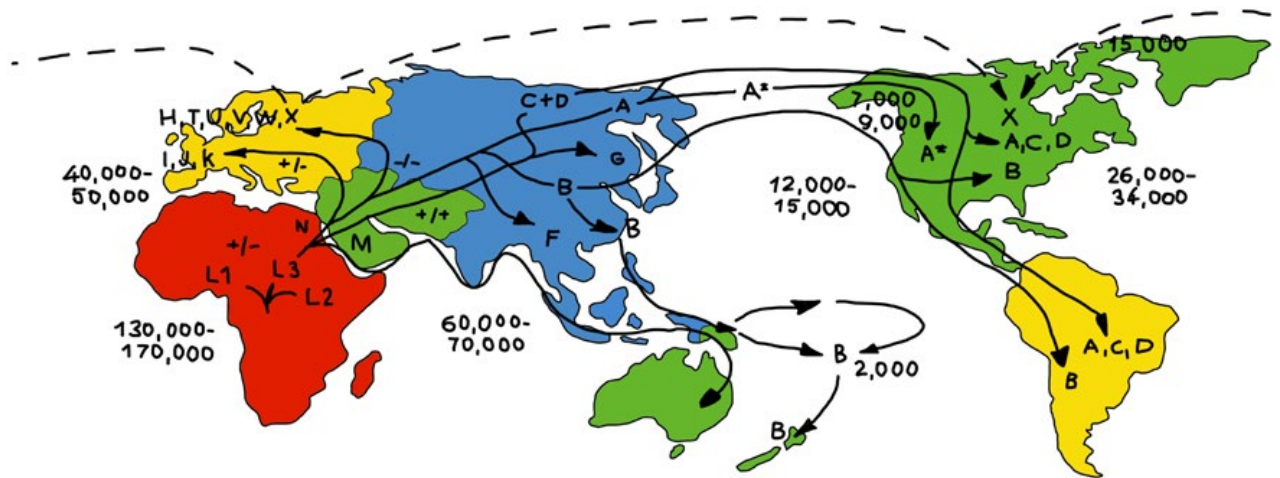 15,000
H,T,U,V,W,X
C+D
A
A*
7,000
9,000
X
I,J,K
+/-
-/-
G
A*
A,C,D
40,000-
50,000
B
B
12,000-
15,000
26,000-
34,000
N
+/+
M
F
B
+/-
L1
L3
L2
130,000-
170,000
60,000-
70,000
B
2,000
A,C,D
B
B